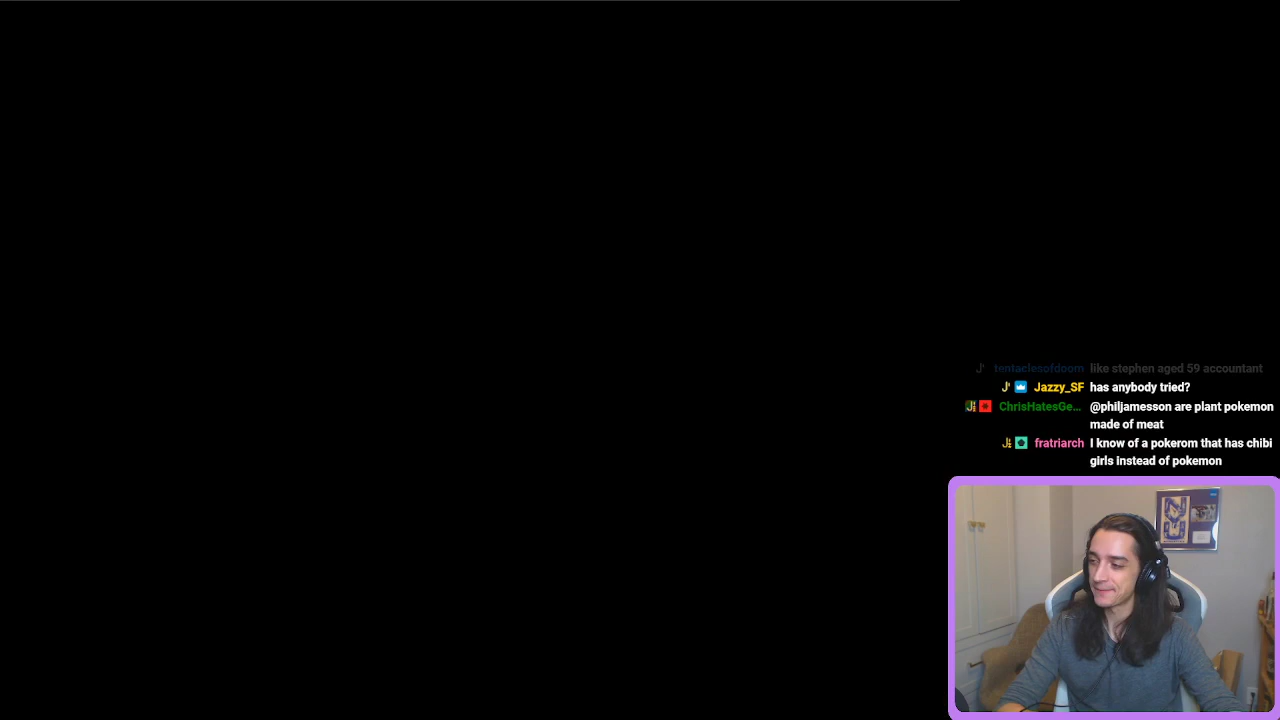 tentaclesofdoom like stephen aged 59 accountant
Jazzy_SF has anybody tried?
ChrisHatesGe... @philjamesson are plant pokemon
made of meat
fratriarch I know of a pokerom that has chibi
girls instead of pokemon